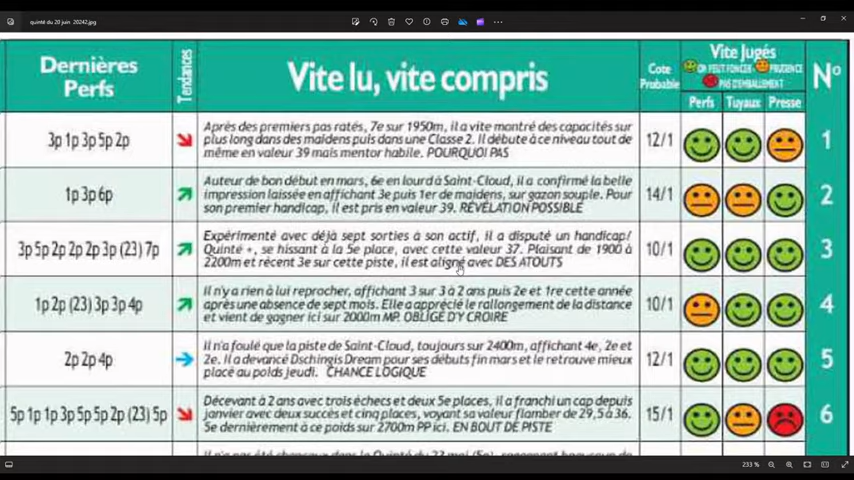 quinté du 20 juin 20242.jpg
Dernières
Perfs
Tendances
Vite lu, vite compris
Cote
Probable
Vite Jugés
ON PEUT FONCER PRUDENCE
PAS D'EMBALLEMENT
Perfs Tuyaux Presse
N°
3p 1p 3p 5p 2p
Après des premiers pas ratés, 7e sur 1950m, il a vite montré des capacités sur
plus long dans des maidens puis dans une Classe 2. Il débute à ce niveau tout de
même en valeur 39 mais mentor habile. POURQUOI PAS
12/1
1
1p 3p 6p
Auteur de bon début en mars, 6e en lourd à Saint-Cloud, il a confirmé la belle
impression laissée en affichant 3e puis 1er de maidens, sur gazon souple. Pour
son premier handicap, il est pris en valeur 39. RÉVÉLATION POSSIBLE
14/1
2
3p 5p 2p 2p 2p 3p (23) 7p
Expérimenté avec déjà sept sorties à son actif, il a disputé un handicap/
Quinté +, se hissant à la 5e place, avec cette valeur 37. Plaisant de 1900 à
2200m et récent 3e sur cette piste, il est aligné avec DES ATOUTS
10/1
3
1p 2p (23) 3p 3p 4p
Il n'y a rien à lui reprocher, affichant 3 sur 3 à 2 ans puis 2e et 1re cette année
après une absence de sept mois. Elle a apprécié le rallongement de la distance
et vient de gagner ici sur 2000m MP. OBLIGÉ D'Y CROIRE
10/1
4
2p 2p 4p
Il n'a foulé que la piste de Saint-Cloud, toujours sur 2400m, affichant 4e, 2e et
2e. Il a devancé Dschingis Dream pour ses débuts fin mars et le retrouve mieux
placé au poids jeudi. CHANCE LOGIQUE
12/1
5
5p 1p 1p 3p 5p 5p 2p (23) 5p
Décevant à 2 ans avec trois échecs et deux 5e places, il a franchi un cap depuis
janvier avec deux succès et cinq places, voyant sa valeur flamber de 29,5 à 36.
5e dernièrement à ce poids sur 2700m PP ici. EN BOUT DE PISTE
15/1
6
233 %